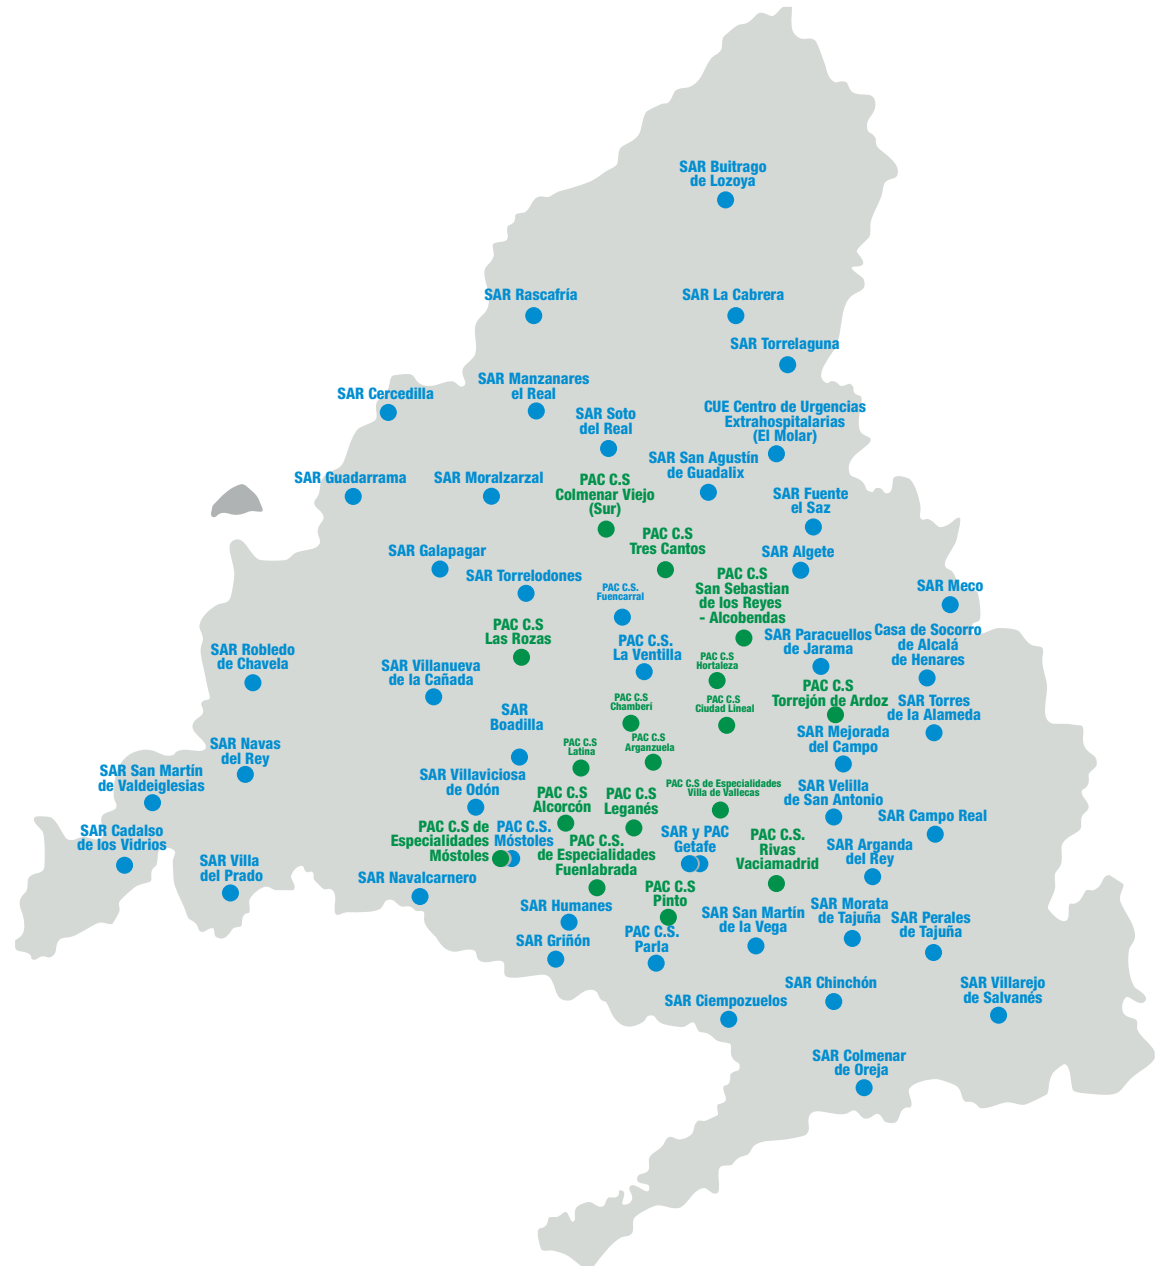 SAR Buitrago
de Lozoya
SAR Rascafría
SAR La Cabrera
SAR Torrelaguna
SAR Manzanares
el Real
SAR Cercedilla
SAR Soto
del Real
CUE Centro de Urgencias
Extrahospitalarias
(El Molar)
SAR San Agustín
de Guadalix
SAR Guadarrama
SAR Moralzarzal
PAC C.S
Colmenar Viejo
(Sur)
SAR Fuente
el Saz
PAC C.S
Tres Cantos
SAR Galapagar
SAR Algete
SAR Torrelodones
PAC C.S
San Sebastian
de los Reyes
- Alcobendas
SAR Meco
PAC C.S.
Fuencarral
PAC C.S
Las Rozas
PAC C.S.
La Ventilla
SAR Paracuellos
de Jarama
Casa de Socorro
de Alcalá
de Henares
SAR Robledo
de Chavela
SAR Villanueva
de la Cañada
PAC C.S
Hortaleza
PAC C.S
Torrejón de Ardoz
SAR Torres
de la Alameda
PAC C.S
Chamberí
PAC C.S
Ciudad Lineal
SAR
Boadilla
SAR Mejorada
del Campo
SAR Navas
del Rey
PAC C.S
Latina
PAC C.S
Arganzuela
SAR San Martín
de Valdeiglesias
SAR Villaviciosa
de Odón
PAC C.S de Especialidades
Villa de Vallecas
SAR Velilla
de San Antonio
PAC C.S
Alcorcón
PAC C.S
Leganés
SAR Campo Real
SAR Cadalso
de los Vidrios
PAC C.S de
Especialidades
Móstoles
PAC C.S.
Móstoles
PAC C.S.
de Especialidades
Fuenlabrada
SAR y PAC
Getafe
PAC C.S.
Rivas
Vaciamadrid
SAR Arganda
del Rey
SAR Villa
del Prado
SAR Navalcarnero
PAC C.S
Pinto
SAR Humanes
SAR San Martín
de la Vega
SAR Morata
de Tajuña
SAR Perales
de Tajuña
SAR Griñón
PAC C.S.
Parla
SAR Chinchón
SAR Villarejo
de Salvanés
SAR Ciempozuelos
SAR Colmenar
de Oreja